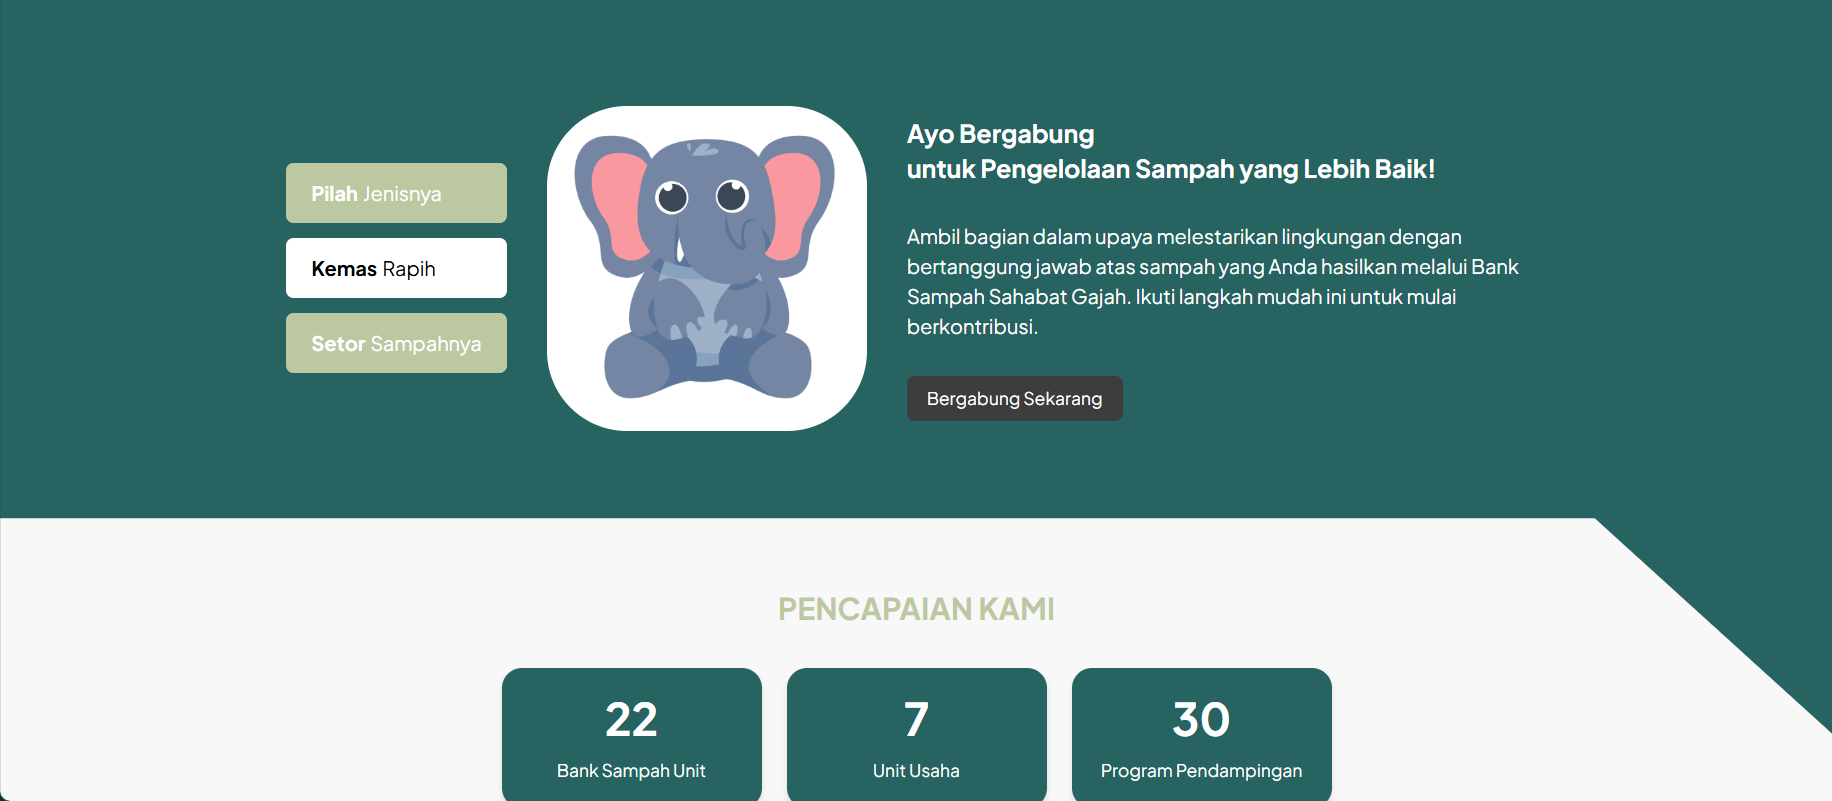 Pilah Jenisnya
Kemas Rapih
Setor Sampahnya
Ayo Bergabung
untuk Pengelolaan Sampah yang Lebih Baik!
Ambil bagian dalam upaya melestarikan lingkungan dengan
bertanggung jawab atas sampah yang Anda hasilkan melalui Bank
Sampah Sahabat Gajah. Ikuti langkah mudah ini untuk mulai
berkontribusi.
Bergabung Sekarang
PENCAPAIAN KAMI
22
Bank Sampah Unit
7
Unit Usaha
30
Program Pendampingan